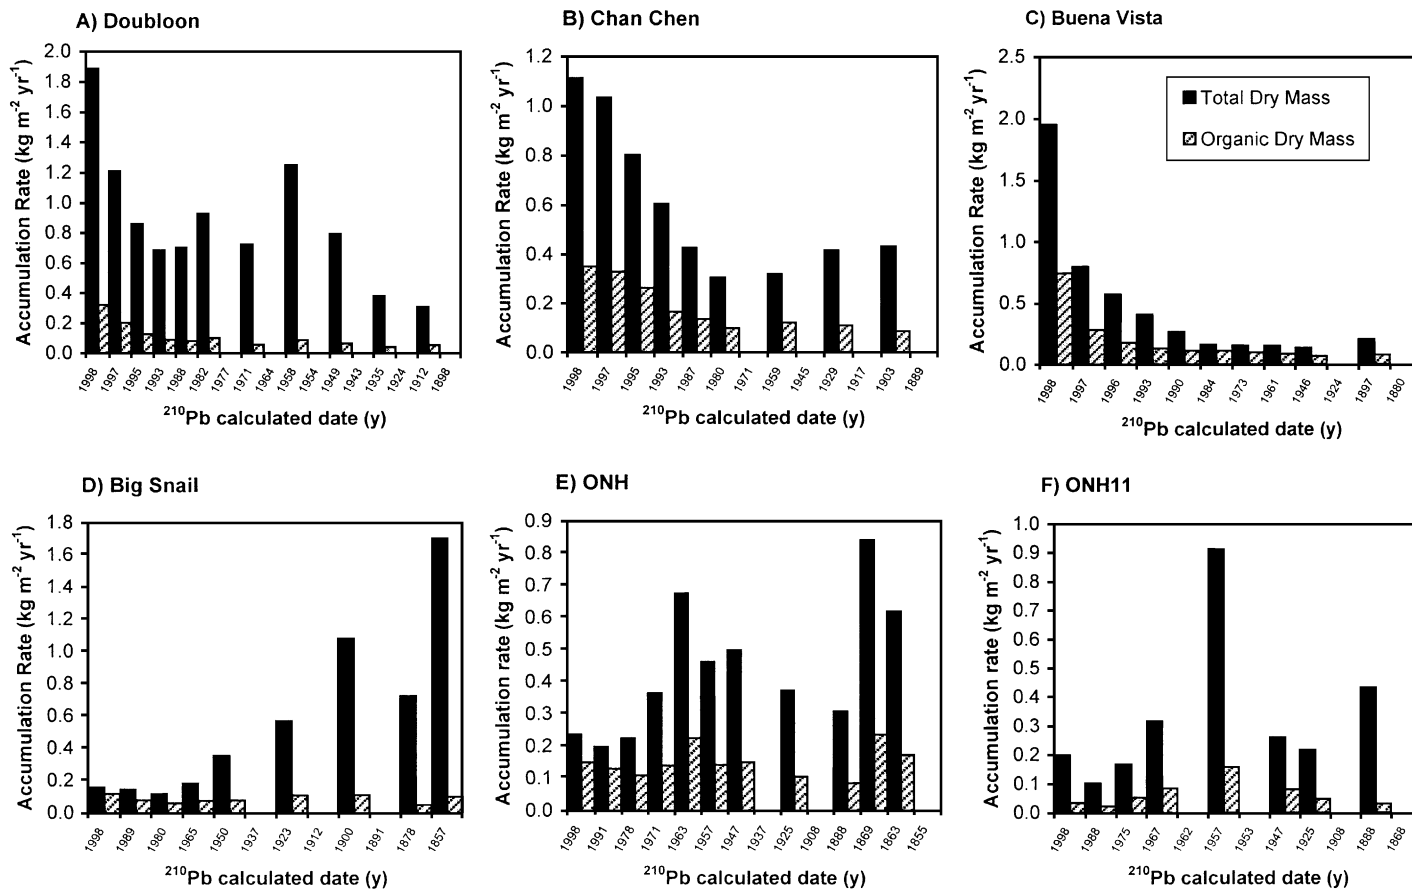 A) Doubloon
Accumulation Rate (kg m⁻² yr⁻¹)
2.0
1.8
1.6
1.4
1.2
1.0
0.8
0.6
0.4
0.2
0.0
1998 1997 1995 1993 1988 1982 1977 1971 1964 1958 1954 1949 1943 1935 1924 1912 1898
²¹⁰Pb calculated date (y)
B) Chan Chen
Accumulation Rate (kg m⁻² yr⁻¹)
1.2
1.0
0.8
0.6
0.4
0.2
0.0
1998 1997 1995 1993 1987 1980 1971 1959 1945 1929 1917 1903 1889
²¹⁰Pb calculated date (y)
C) Buena Vista
Accumulation Rate (kg m⁻² yr⁻¹)
2.5
2.0
1.5
1.0
0.5
0.0
Total Dry Mass
Organic Dry Mass
1998 1997 1996 1993 1990 1984 1973 1961 1946 1924 1897 1880
²¹⁰Pb calculated date (y)
D) Big Snail
Accumulation Rate (kg m⁻² yr⁻¹)
1.8
1.6
1.4
1.2
1.0
0.8
0.6
0.4
0.2
0.0
1998 1989 1980 1965 1950 1937 1923 1912 1900 1891 1878 1857
²¹⁰Pb calculated date (y)
E) ONH
Accumulation rate (kg m⁻² yr⁻¹)
0.9
0.8
0.7
0.6
0.5
0.4
0.3
0.2
0.1
0.0
1998 1991 1978 1971 1963 1957 1947 1937 1925 1908 1888 1869 1863 1855
²¹⁰Pb calculated date (y)
F) ONH11
Accumulation rate (kg m⁻² yr⁻¹)
1.0
0.9
0.8
0.7
0.6
0.5
0.4
0.3
0.2
0.1
0.0
1998 1988 1975 1967 1962 1957 1953 1947 1925 1908 1888 1868
²¹⁰Pb calculated date (y)